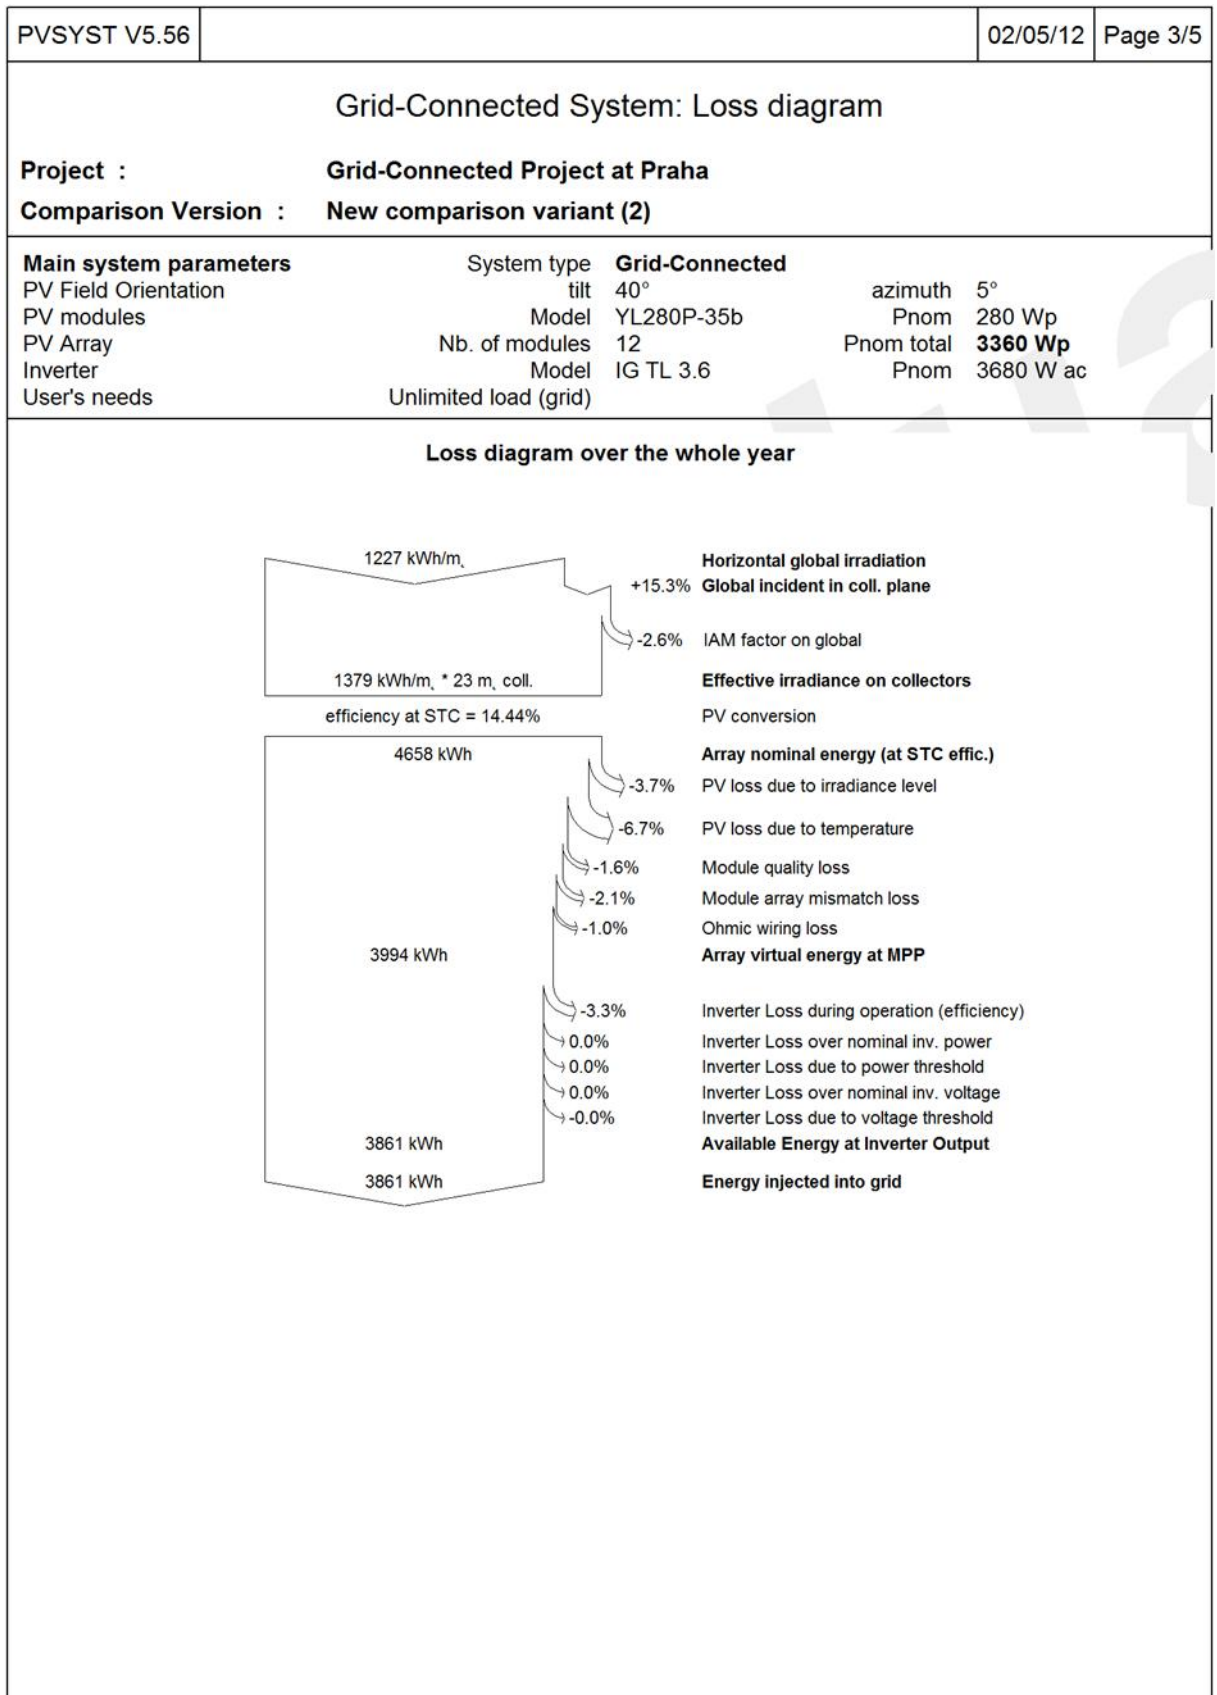 PVSYST V5.56 02/05/12 Page 3/5
Grid-Connected System: Loss diagram
Project : Grid-Connected Project at Praha
Comparison Version : New comparison variant (2)
Main system parameters System type Grid-Connected
PV Field Orientation tilt 40° azimuth 5°
PV modules Model YL280P-35b Pnom 280 Wp
PV Array Nb. of modules 12 Pnom total 3360 Wp
Inverter Model IG TL 3.6 Pnom 3680 W ac
User's needs Unlimited load (grid)
Loss diagram over the whole year
1227 kWh/m˛ Horizontal global irradiation
+15.3% Global incident in coll. plane
-2.6% IAM factor on global
1379 kWh/m˛ * 23 m˛ coll. Effective irradiance on collectors
efficiency at STC = 14.44% PV conversion
4658 kWh Array nominal energy (at STC effic.)
-3.7% PV loss due to irradiance level
-6.7% PV loss due to temperature
-1.6% Module quality loss
-2.1% Module array mismatch loss
-1.0% Ohmic wiring loss
3994 kWh Array virtual energy at MPP
-3.3% Inverter Loss during operation (efficiency)
0.0% Inverter Loss over nominal inv. power
0.0% Inverter Loss due to power threshold
0.0% Inverter Loss over nominal inv. voltage
-0.0% Inverter Loss due to voltage threshold
3861 kWh Available Energy at Inverter Output
3861 kWh Energy injected into grid